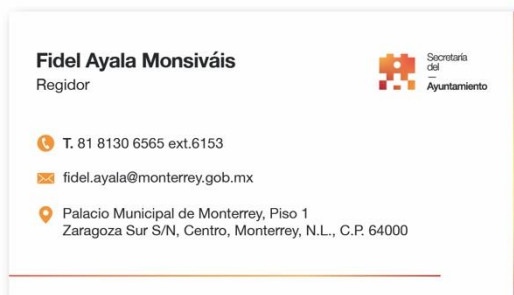 Fidel Ayala Monsiváis
Regidor
Secretaría
del
Ayuntamiento
T. 81 8130 6565 ext.6153
fidel.ayala@monterrey.gob.mx
Palacio Municipal de Monterrey, Piso 1
Zaragoza Sur S/N, Centro, Monterrey, N.L., C.P. 64000